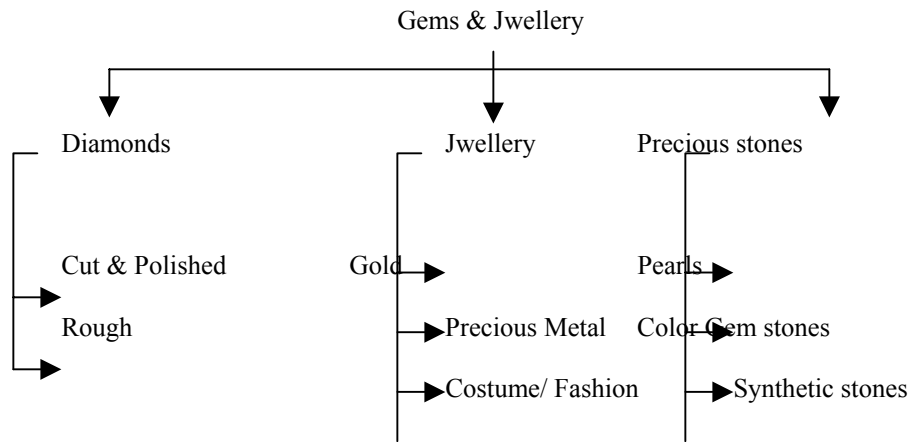 Gems & Jwellery
Diamonds Jwellery Precious stones
Cut & Polished Gold Pearls
Rough Precious Metal Color Gem stones
Costume/ Fashion Synthetic stones